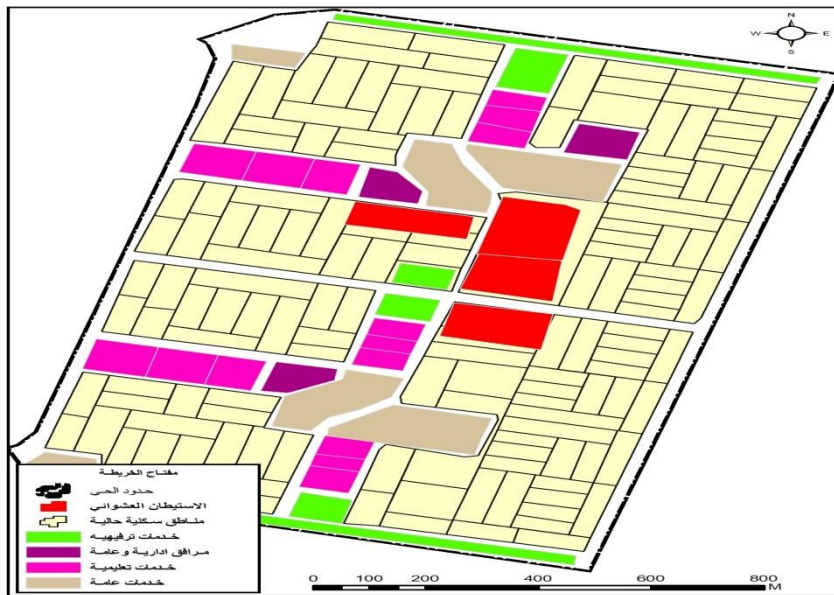 N
W E
S
مفتاح الخريطة
حدود الحي
الاستيطان العشوائي
مناطق سكنية حالية
خدمات ترفيهيه
مرافق ادارية وعامة
خدمات تعليمية
خدمات عامة
0 100 200 400 600 800
M